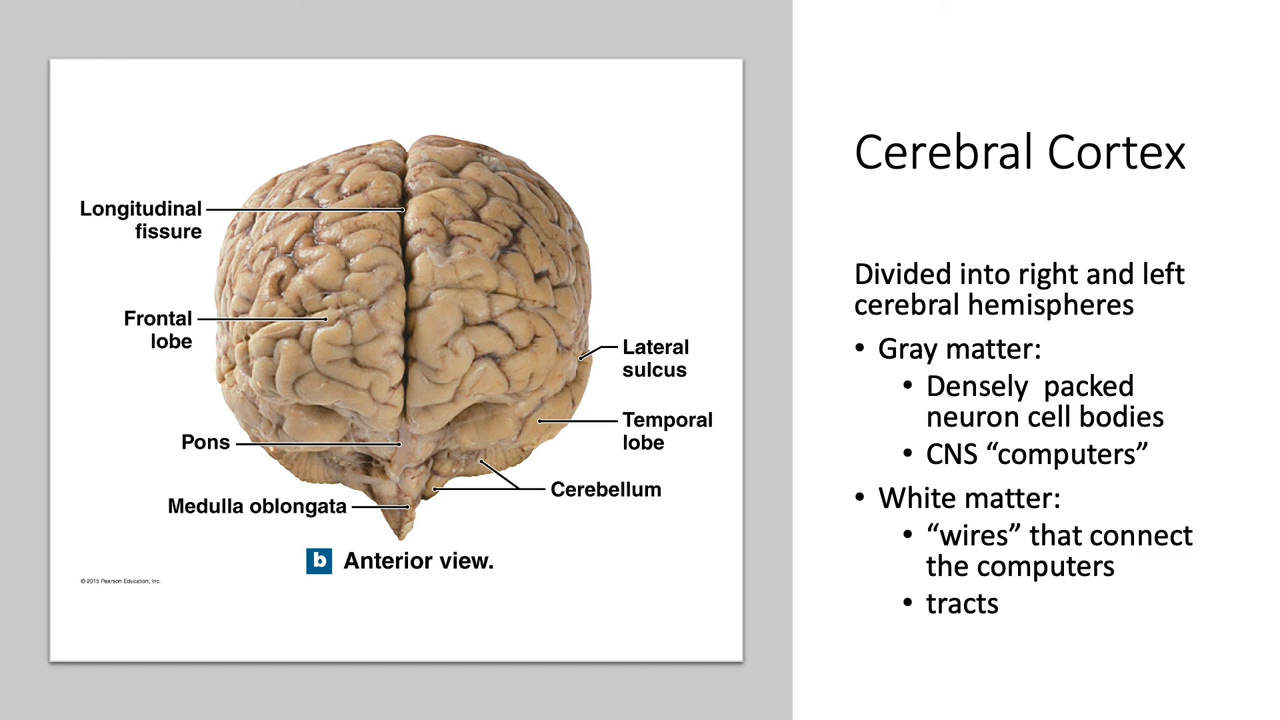 Longitudinal
fissure
Frontal
lobe
Pons
Medulla oblongata
Lateral
sulcus
Temporal
lobe
Cerebellum
b Anterior view.
© 2015 Pearson Education, Inc.
Cerebral Cortex
Divided into right and left
cerebral hemispheres
• Gray matter:
• Densely packed
neuron cell bodies
• CNS “computers”
• White matter:
• “wires” that connect
the computers
• tracts